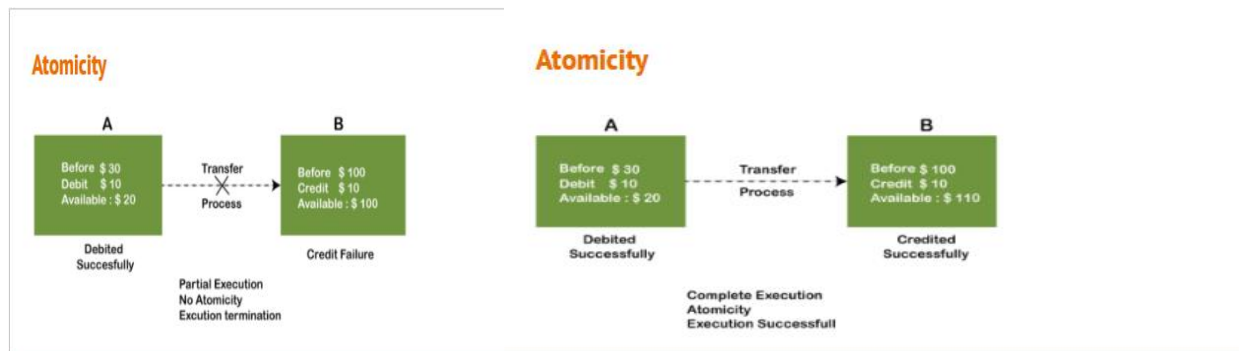 Atomicity
A
B
Before $ 30
Debit $ 10
Available : $ 20
Transfer
Process
Before $ 100
Credit $ 10
Available : $ 100
Debited
Succesfully
Credit Failure
Partial Execution
No Atomicity
Excution termination
Atomicity
A
B
Before $ 30
Debit $ 10
Available : $ 20
Transfer
Process
Before $ 100
Credit $ 10
Available : $ 110
Debited
Successfully
Credited
Successfully
Complete Execution
Atomicity
Execution Successfull